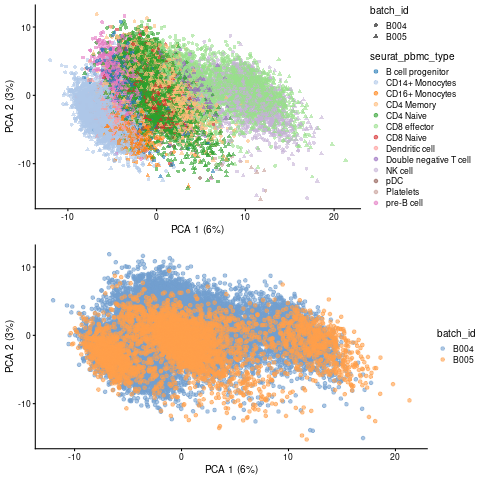 batch_id
B004
B005
seurat_pbmc_type
B cell progenitor
CD14+ Monocytes
CD16+ Monocytes
CD4 Memory
CD4 Naive
CD8 effector
CD8 Naive
Dendritic cell
Double negative T cell
NK cell
pDC
Platelets
pre-B cell
10
0
-10
PCA 2 (3%)
-10 0 10 20
PCA 1 (6%)
10
0
-10
PCA 2 (3%)
-10 0 10 20
PCA 1 (6%)
batch_id
B004
B005